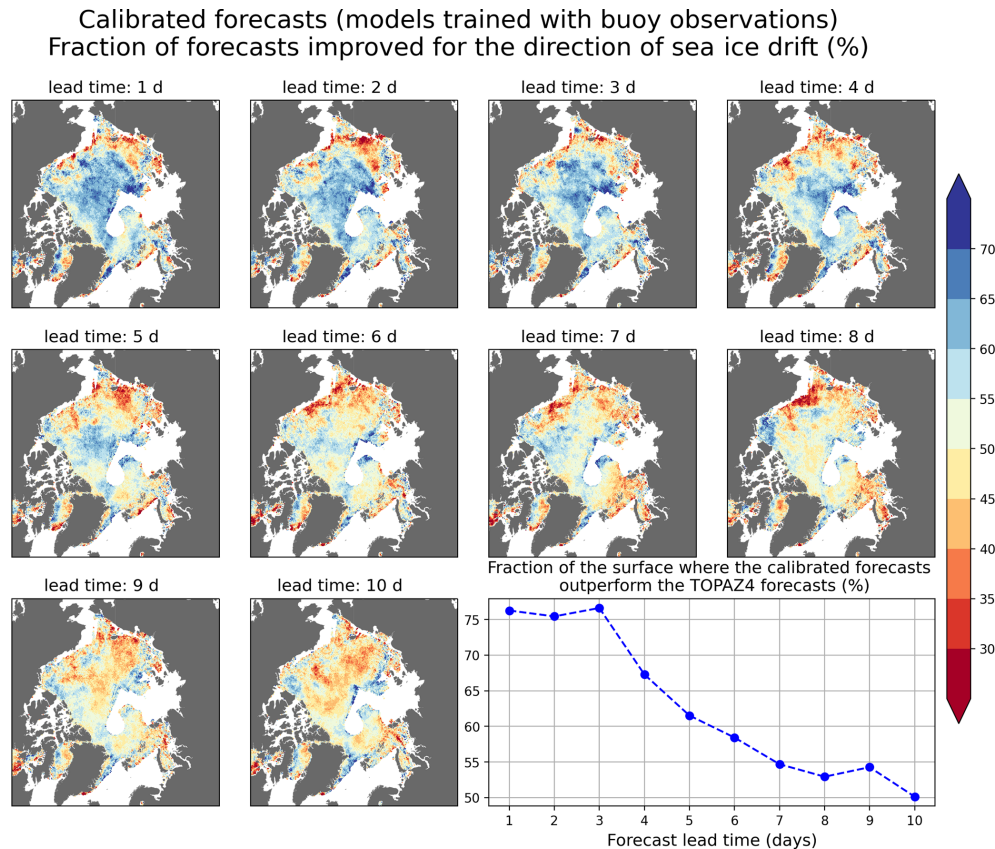 Calibrated forecasts (models trained with buoy observations)
Fraction of forecasts improved for the direction of sea ice drift (%)
lead time: 1 d
lead time: 2 d
lead time: 3 d
lead time: 4 d
lead time: 5 d
lead time: 6 d
lead time: 7 d
lead time: 8 d
70
65
60
55
50
45
40
35
30
lead time: 9 d
lead time: 10 d
Fraction of the surface where the calibrated forecasts
outperform the TOPAZ4 forecasts (%)
75
70
65
60
55
50
1 2 3 4 5 6 7 8 9 10
Forecast lead time (days)